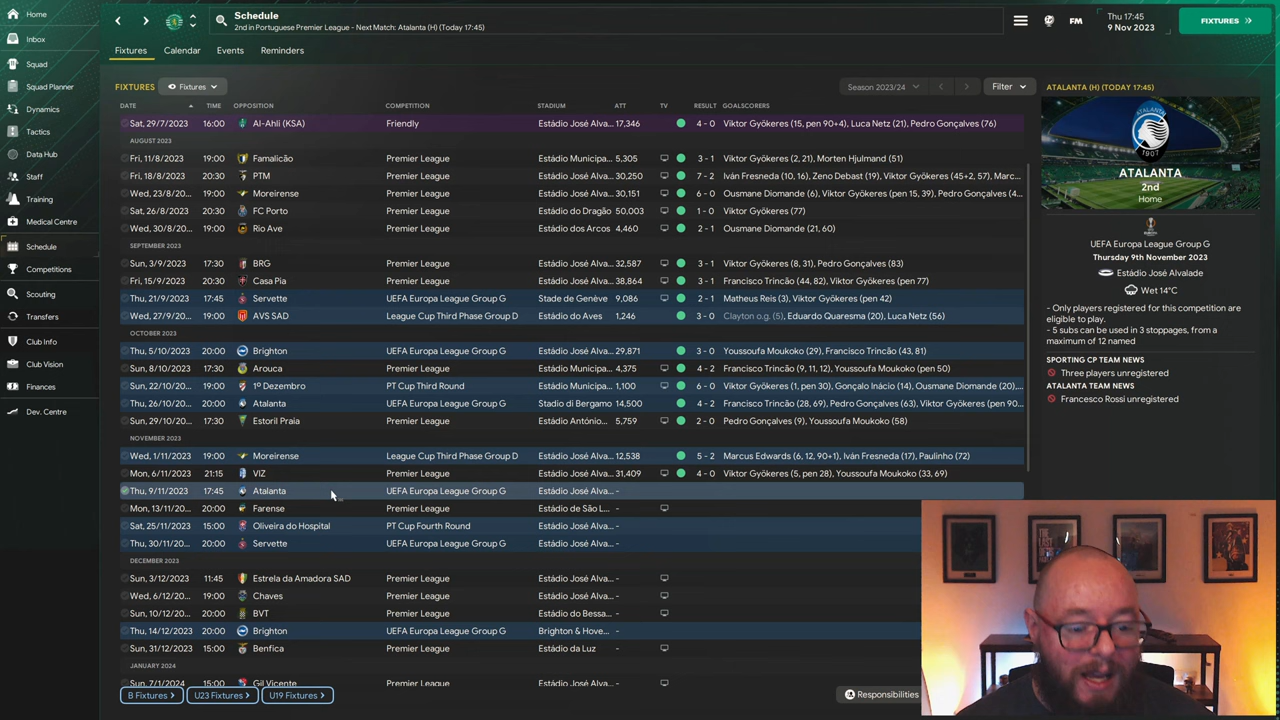 Home
Inbox
Squad
Squad Planner
Dynamics
Tactics
Data Hub
Staff
Training
Medical Centre
Schedule
Competitions
Scouting
Transfers
Club Info
Club Vision
Finances
Dev. Centre
Schedule
2nd in Portuguese Premier League - Next Match: Atalanta (H) (Today 17:45)
FM
Thu 17:45
9 Nov 2023
FIXTURES
Fixtures Calendar Events Reminders
FIXTURES Fixtures Season 2023/24 Filter
DATE TIME OPPOSITION COMPETITION STADIUM ATT TV RESULT GOALSCORERS
Sat, 29/7/2023 16:00 Al-Ahli (KSA) Friendly Estádio José Alva... 17,346 4 - 0 Viktor Gyökeres (15, pen 90+4), Luca Netz (21), Pedro Gonçalves (76)
AUGUST 2023
Fri, 11/8/2023 19:00 Famalicão Premier League Estádio Municipa... 5,305 3 - 1 Viktor Gyökeres (2, 21), Morten Hjulmand (51)
Fri, 18/8/2023 20:30 PTM Premier League Estádio José Alva... 30,250 7 - 2 Iván Fresneda (10, 16), Zeno Debast (19), Viktor Gyökeres (45+2, 57), Marc...
Wed, 23/8/2023 19:00 Moreirense Premier League Estádio José Alva... 30,151 6 - 0 Ousmane Diomande (6), Viktor Gyökeres (pen 15, 39), Pedro Gonçalves (4...
Sat, 26/8/2023 20:30 FC Porto Premier League Estádio do Dragão 50,003 1 - 0 Viktor Gyökeres (77)
Wed, 30/8/20... 19:00 Rio Ave Premier League Estádio dos Arcos 4,460 2 - 1 Ousmane Diomande (21, 60)
SEPTEMBER 2023
Sun, 3/9/2023 17:30 BRG Premier League Estádio José Alva... 32,587 3 - 1 Viktor Gyökeres (8, 31), Pedro Gonçalves (83)
Fri, 15/9/2023 20:30 Casa Pia Premier League Estádio José Alva... 38,864 3 - 1 Francisco Trincão (44, 82), Viktor Gyökeres (pen 77)
Thu, 21/9/2023 17:45 Servette UEFA Europa League Group G Stade de Genève 9,086 2 - 1 Matheus Reis (3), Viktor Gyökeres (pen 42)
Wed, 27/9/20... 19:00 AVS SAD League Cup Third Phase Group D Estádio do Aves 1,246 3 - 0 Clayton o.g. (5), Eduardo Quaresma (20), Luca Netz (56)
OCTOBER 2023
Thu, 5/10/2023 20:00 Brighton UEFA Europa League Group G Estádio José Alva... 29,871 3 - 0 Youssoufa Moukoko (29), Francisco Trincão (43, 81)
Sun, 8/10/2023 17:30 Arouca Premier League Estádio Municipa... 4,375 4 - 2 Francisco Trincão (9, 11, 12), Youssoufa Moukoko (pen 50)
Sun, 22/10/20... 19:00 1º Dezembro PT Cup Third Round Estádio Municipa... 1,100 6 - 0 Viktor Gyökeres (1, pen 30), Gonçalo Inácio (14), Ousmane Diomande (20),...
Thu, 26/10/20... 20:00 Atalanta UEFA Europa League Group G Stadio di Bergamo 14,500 4 - 2 Francisco Trincão (28, 69), Pedro Gonçalves (63), Viktor Gyökeres (pen 90...
Sun, 29/10/20... 17:30 Estoril Praia Premier League Estádio António... 5,759 2 - 0 Pedro Gonçalves (9), Youssoufa Moukoko (58)
NOVEMBER 2023
Wed, 1/11/2023 19:00 Moreirense League Cup Third Phase Group D Estádio José Alva... 12,538 5 - 2 Marcus Edwards (6, 12, 90+1), Iván Fresneda (17), Paulinho (72)
Mon, 6/11/2023 21:15 VIZ Premier League Estádio José Alva... 31,409 4 - 0 Viktor Gyökeres (5, pen 28), Youssoufa Moukoko (33, 69)
Thu, 9/11/2023 17:45 Atalanta UEFA Europa League Group G Estádio José Alva... -
Mon, 13/11/20... 20:00 Farense Premier League Estádio de São L... -
Sat, 25/11/2023 15:00 Oliveira do Hospital PT Cup Fourth Round Estádio José Alva... -
Thu, 30/11/20... 20:00 Servette UEFA Europa League Group G Estádio José Alva... -
DECEMBER 2023
Sun, 3/12/2023 11:45 Estrela da Amadora SAD Premier League Estádio José Alva... -
Wed, 6/12/20... 19:00 Chaves Premier League Estádio José Alva... -
Sun, 10/12/20... 20:00 BVT Premier League Estádio do Bessa... -
Thu, 14/12/2023 20:00 Brighton UEFA Europa League Group G Brighton & Hove... -
Sun, 31/12/2023 15:00 Benfica Premier League Estádio da Luz -
JANUARY 2024
Sun, 7/1/2024 15:00 Gil Vicente Premier League Estádio José Alva... -
B Fixtures U23 Fixtures U19 Fixtures Responsibilities
ATALANTA (H) (TODAY 17:45)
ATALANTA
1907
ATALANTA
2nd
Home
UEFA Europa League Group G
Thursday 9th November 2023
Estádio José Alvalade
Wet 14°C
- Only players registered for this competition are
eligible to play.
- 5 subs can be used in 3 stoppages, from a
maximum of 12 named
SPORTING CP TEAM NEWS
Three players unregistered
ATALANTA TEAM NEWS
Francesco Rossi unregistered